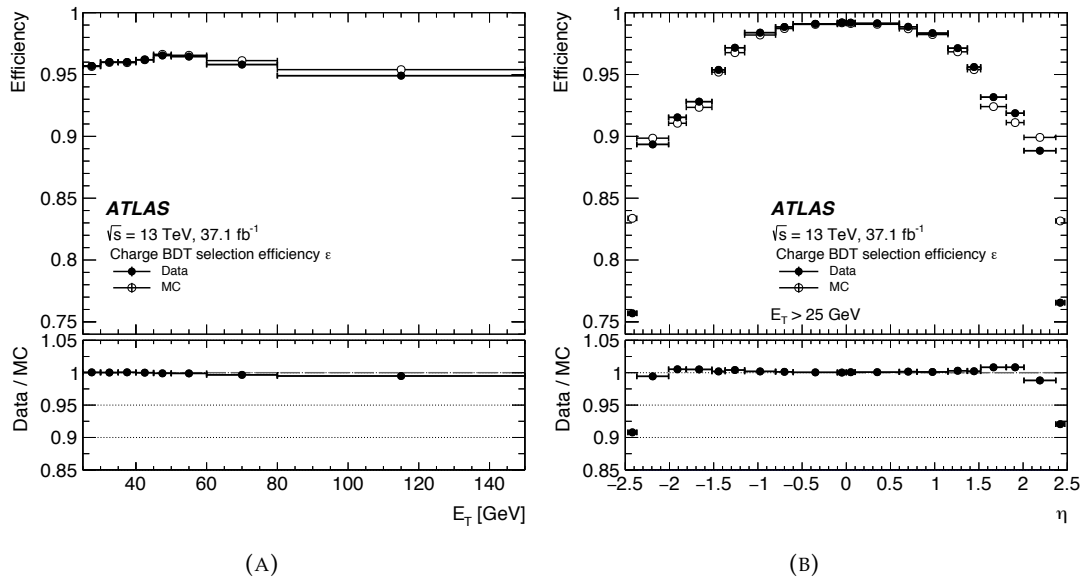 Efficiency
1
0.95
0.9
0.85
0.8
0.75
ATLAS
√s = 13 TeV, 37.1 fb⁻¹
Charge BDT selection efficiency ε
Data
MC
Data / MC
1.05
1
0.95
0.9
0.85
40 60 80 100 120 140
E_T [GeV]
(A)
Efficiency
1
0.95
0.9
0.85
0.8
0.75
ATLAS
√s = 13 TeV, 37.1 fb⁻¹
Charge BDT selection efficiency ε
Data
MC
E_T > 25 GeV
Data / MC
1.05
1
0.95
0.9
0.85
−2.5 −2 −1.5 −1 −0.5 0 0.5 1 1.5 2 2.5
η
(B)